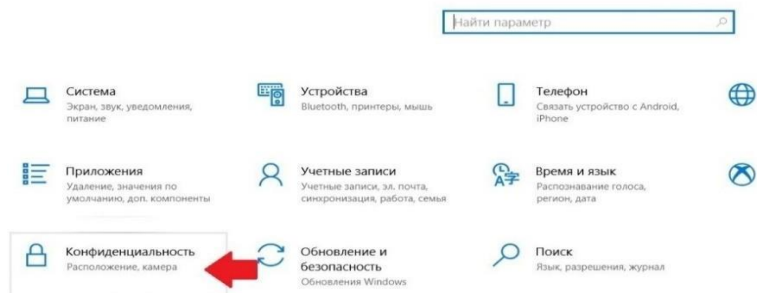 Найти параметр
Система
Экран, звук, уведомления,
питание
Устройства
Bluetooth, принтеры, мышь
Телефон
Связать устройство с Android,
iPhone
Приложения
Удаление, значения по
умолчанию, доп. компоненты
Учетные записи
Учетные записи, эл. почта,
синхронизация, работа, семья
Время и язык
Распознавание голоса,
регион, дата
Конфиденциальность
Расположение, камера
Обновление и
безопасность
Обновления Windows
Поиск
Язык, разрешения, журнал